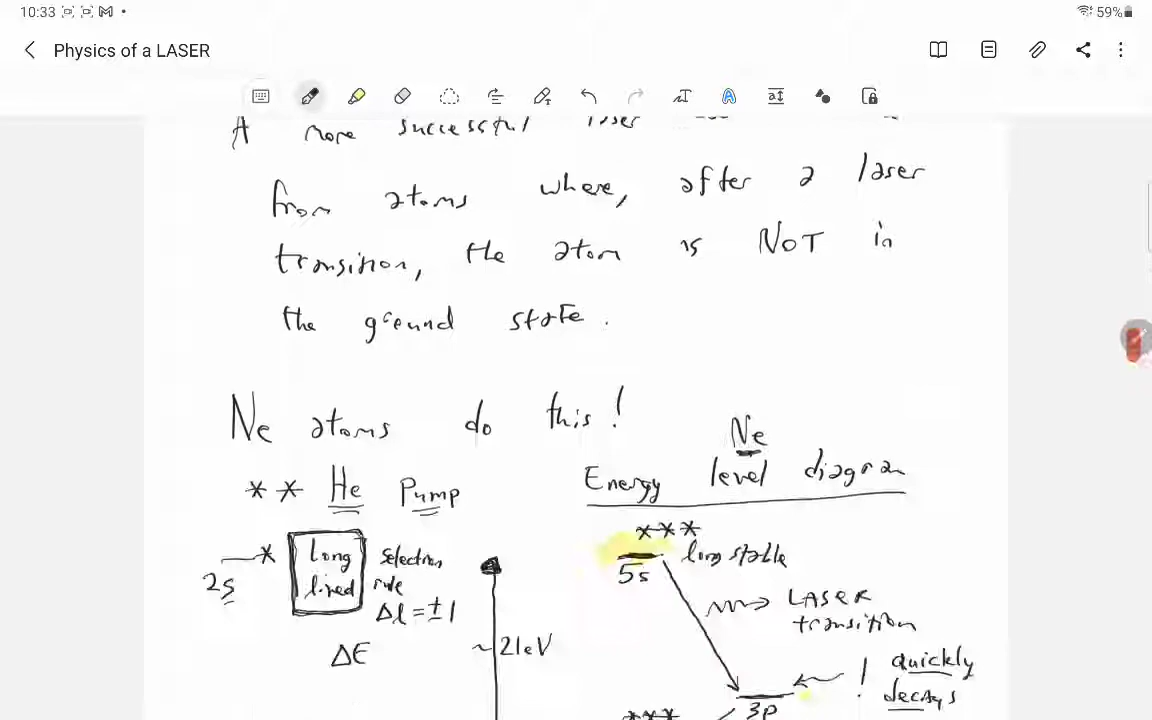 10:33
59%
Physics of a LASER
A more successful laser
from atoms where, after a laser
transition, the atom is NOT in
the ground state.
Ne atoms do this!
** He Pump
2s * Long lived
selection rule Δl = ±1
ΔE
~21eV
Ne
Energy level diagram
***
5s long stable
LASER transition
! quickly decays
3p
***